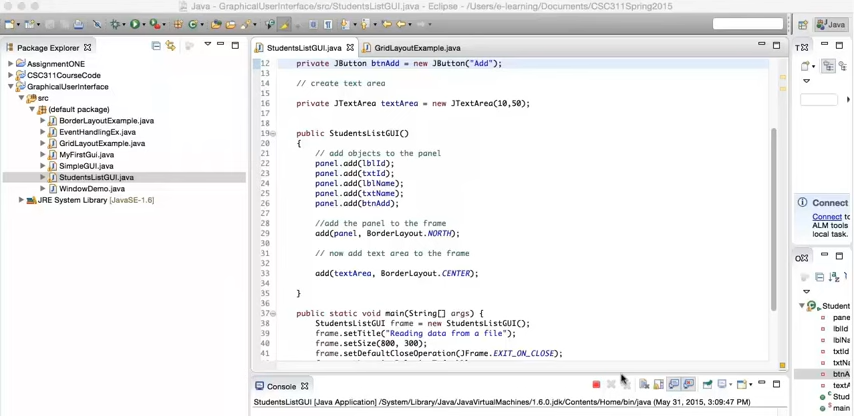 Java - GraphicalUserInterface/src/StudentsListGUI.java - Eclipse - /Users/e-learning/Documents/CSC311Spring2015
Java
Package Explorer
AssignmentONE
CSC311CourseCode
GraphicalUserInterface
src
(default package)
BorderLayoutExample.java
EventHandlingEx.java
GridLayoutExample.java
MyFirstGui.java
SimpleGUI.java
StudentsListGUI.java
WindowDemo.java
JRE System Library [JavaSE-1.6]
StudentsListGUI.java
GridLayoutExample.java
12 private JButton btnAdd = new JButton("Add");
13
14 // create text area
15
16 private JTextArea textArea = new JTextArea(10,50);
17
18
19 public StudentsListGUI()
20 {
21 // add objects to the panel
22 panel.add(lblId);
23 panel.add(txtId);
24 panel.add(lblName);
25 panel.add(txtName);
26 panel.add(btnAdd);
27
28 //add the panel to the frame
29 add(panel, BorderLayout.NORTH);
30
31 // now add text area to the frame
32
33 add(textArea, BorderLayout.CENTER);
34
35 }
36
37 public static void main(String[] args) {
38 StudentsListGUI frame = new StudentsListGUI();
39 frame.setTitle("Reading data from a file");
40 frame.setSize(800, 300);
41 frame.setDefaultCloseOperation(JFrame.EXIT_ON_CLOSE);
Console
StudentsListGUI [Java Application] /System/Library/Java/JavaVirtualMachines/1.6.0.jdk/Contents/Home/bin/java (May 31, 2015 3:09:47 PM)
Connect
Connect to
ALM tools
local task.
Student
pane
lblId
lblNa
txtId
txtNa
btnA
textA
Stud
main